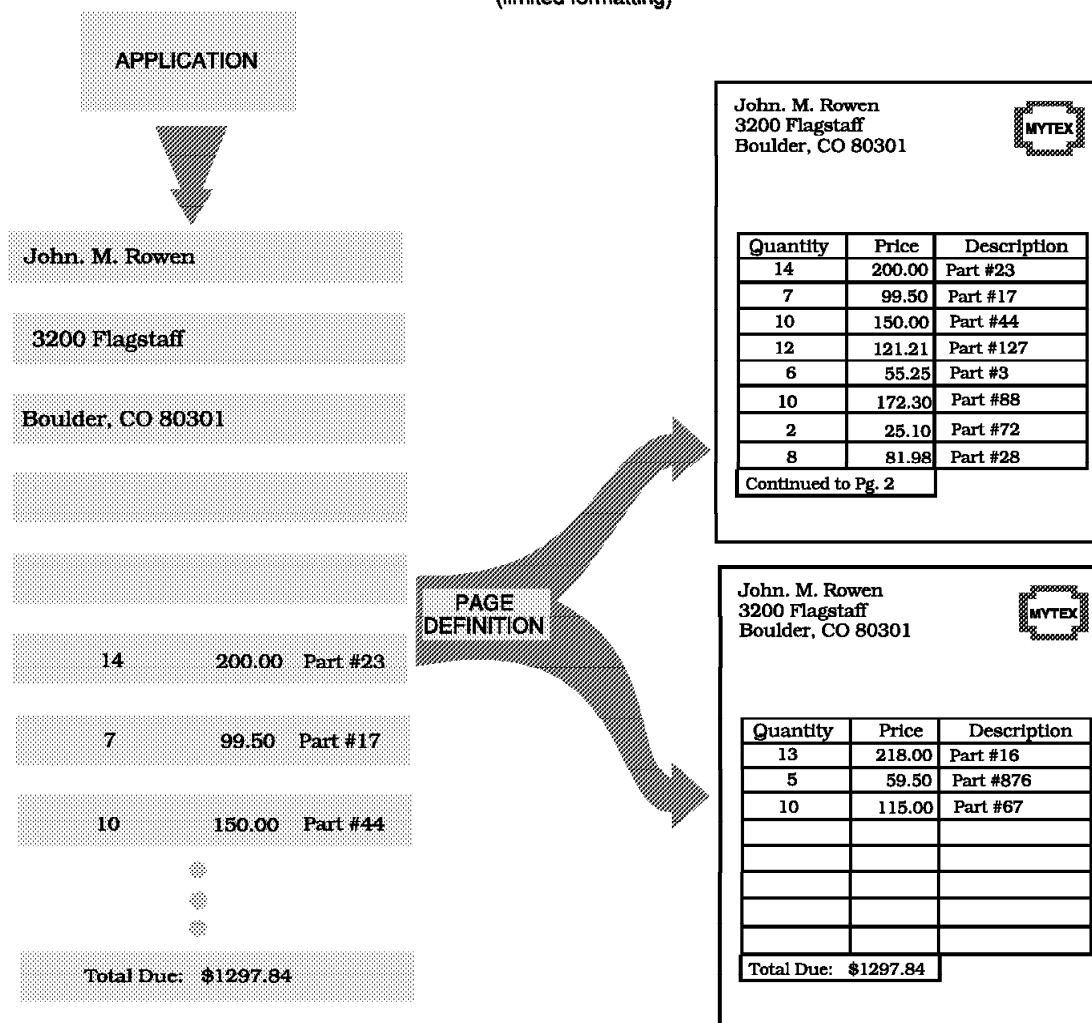 (limited formatting)
APPLICATION
John. M. Rowen
3200 Flagstaff
Boulder, CO 80301
14 200.00 Part #23
7 99.50 Part #17
10 150.00 Part #44
Total Due: $1297.84
PAGE
DEFINITION
John. M. Rowen
3200 Flagstaff
Boulder, CO 80301
MYTEX
Quantity Price Description
14 200.00 Part #23
7 99.50 Part #17
10 150.00 Part #44
12 121.21 Part #127
6 55.25 Part #3
10 172.30 Part #88
2 25.10 Part #72
8 81.98 Part #28
Continued to Pg. 2
John. M. Rowen
3200 Flagstaff
Boulder, CO 80301
MYTEX
Quantity Price Description
13 218.00 Part #16
5 59.50 Part #876
10 115.00 Part #67
Total Due: $1297.84